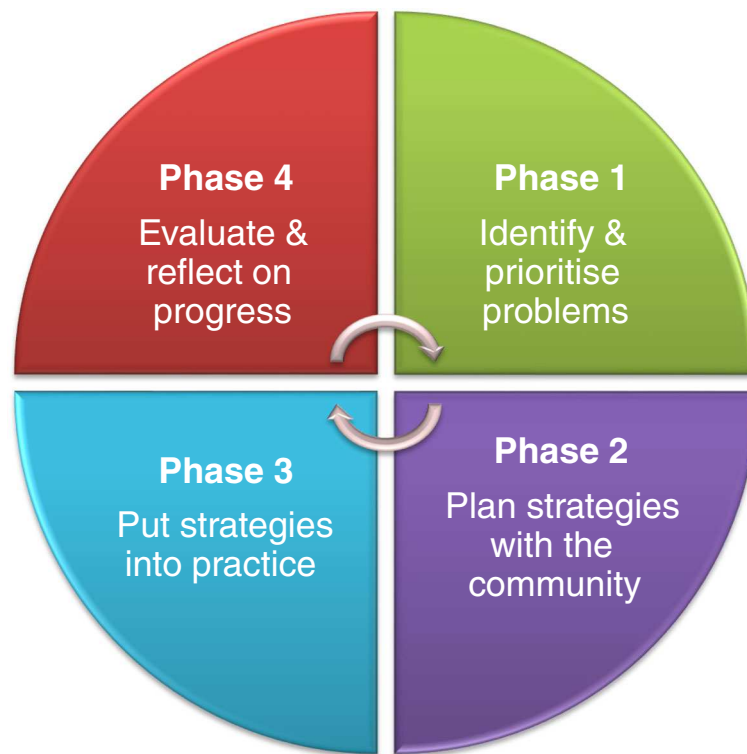 Phase 4
Evaluate &
reflect on
progress
Phase 1
Identify &
prioritise
problems
Phase 3
Put strategies
into practice
Phase 2
Plan strategies
with the
community